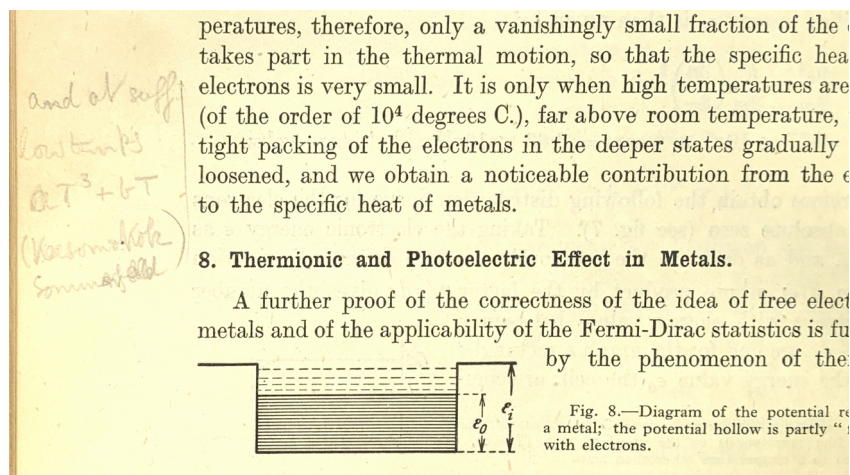 peratures, therefore, only a vanishingly small fraction of the
takes part in the thermal motion, so that the specific hea
electrons is very small. It is only when high temperatures are
(of the order of 10⁴ degrees C.), far above room temperature,
tight packing of the electrons in the deeper states gradually
loosened, and we obtain a noticeable contribution from the e
to the specific heat of metals.
and at suff
low temps
aT³ + bT
(Keesom & Kok
Sommerfeld
8. Thermionic and Photoelectric Effect in Metals.
A further proof of the correctness of the idea of free elect
metals and of the applicability of the Fermi-Dirac statistics is fu
by the phenomenon of ther
ε₀
εᵢ
Fig. 8.—Diagram of the potential re
a metal; the potential hollow is partly “
with electrons.